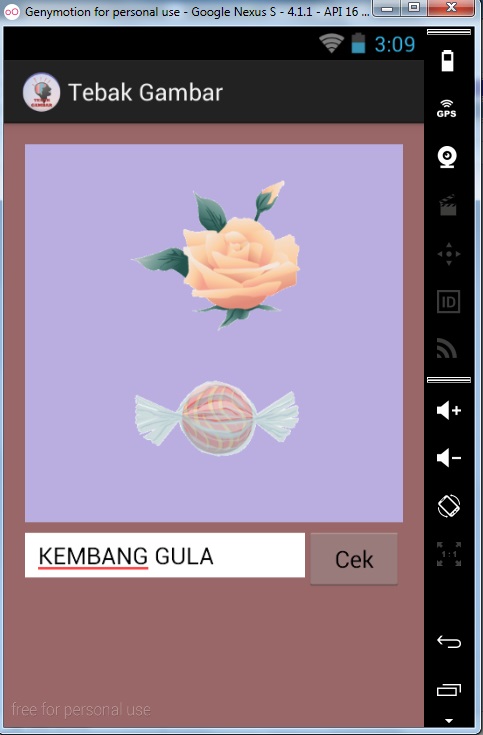 Genymotion for personal use - Google Nexus S - 4.1.1 - API 16 ...
3:09
Tebak Gambar
GPS
ID
KEMBANG GULA
Cek
1:1
free for personal use